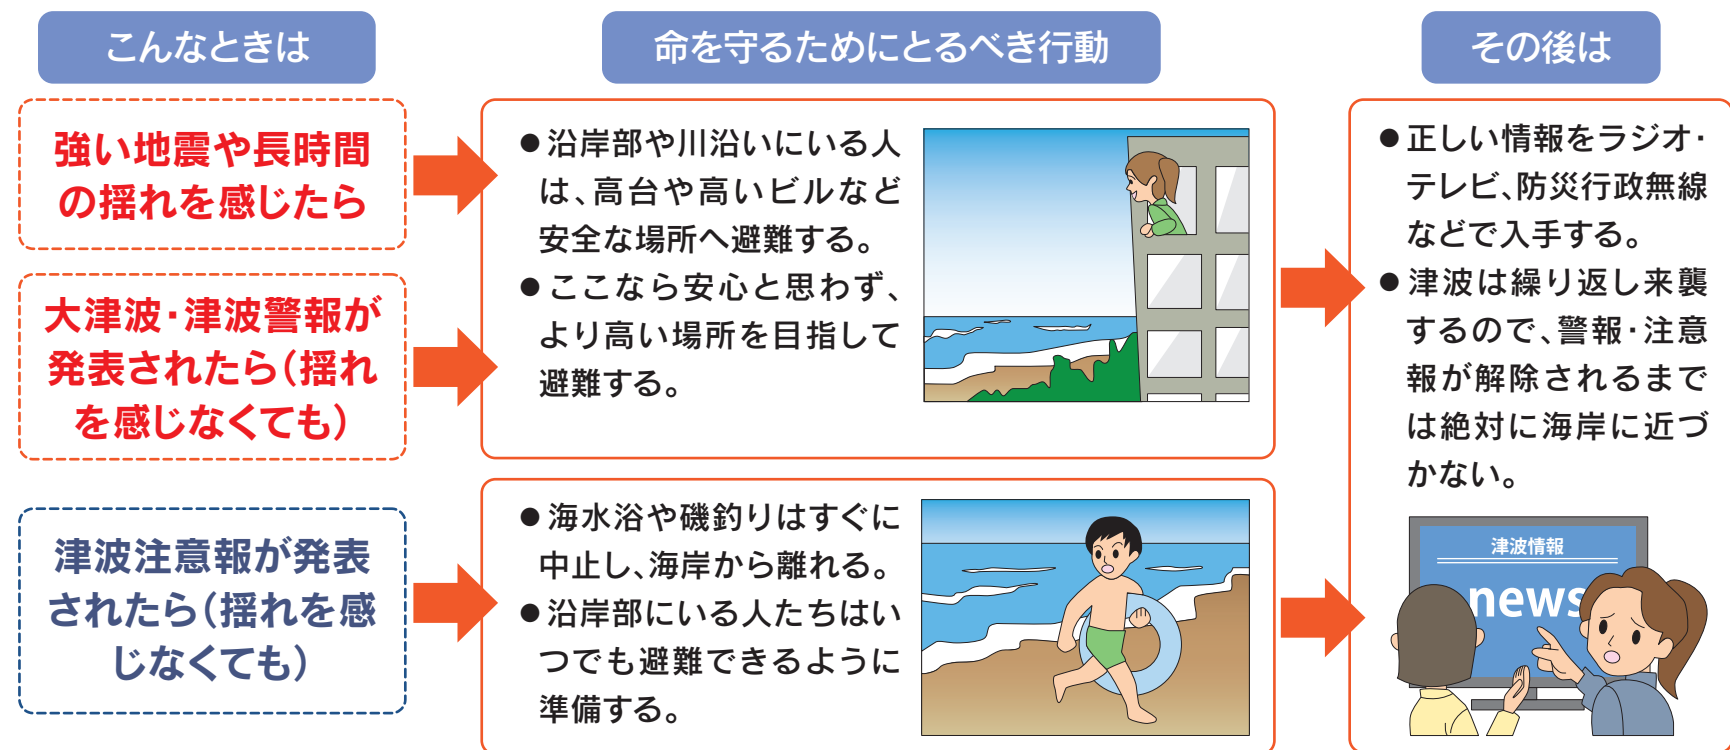 こんなときは
命を守るためにとるべき行動
その後は
強い地震や長時間
の揺れを感じたら
大津波・津波警報が
発表されたら(揺れ
を感じなくても)
津波注意報が発表
されたら(揺れを感
じなくても)
●沿岸部や川沿いにいる人
は、高台や高いビルなど
安全な場所へ避難する。
●ここなら安心と思わず、
より高い場所を目指して
避難する。
●海水浴や磯釣りはすぐに
中止し、海岸から離れる。
●沿岸部にいる人たちはい
つでも避難できるように
準備する。
●正しい情報をラジオ・
テレビ、防災行政無線
などで入手する。
●津波は繰り返し来襲
するので、警報・注意
報が解除されるまで
は絶対に海岸に近づ
かない。
津波情報
news